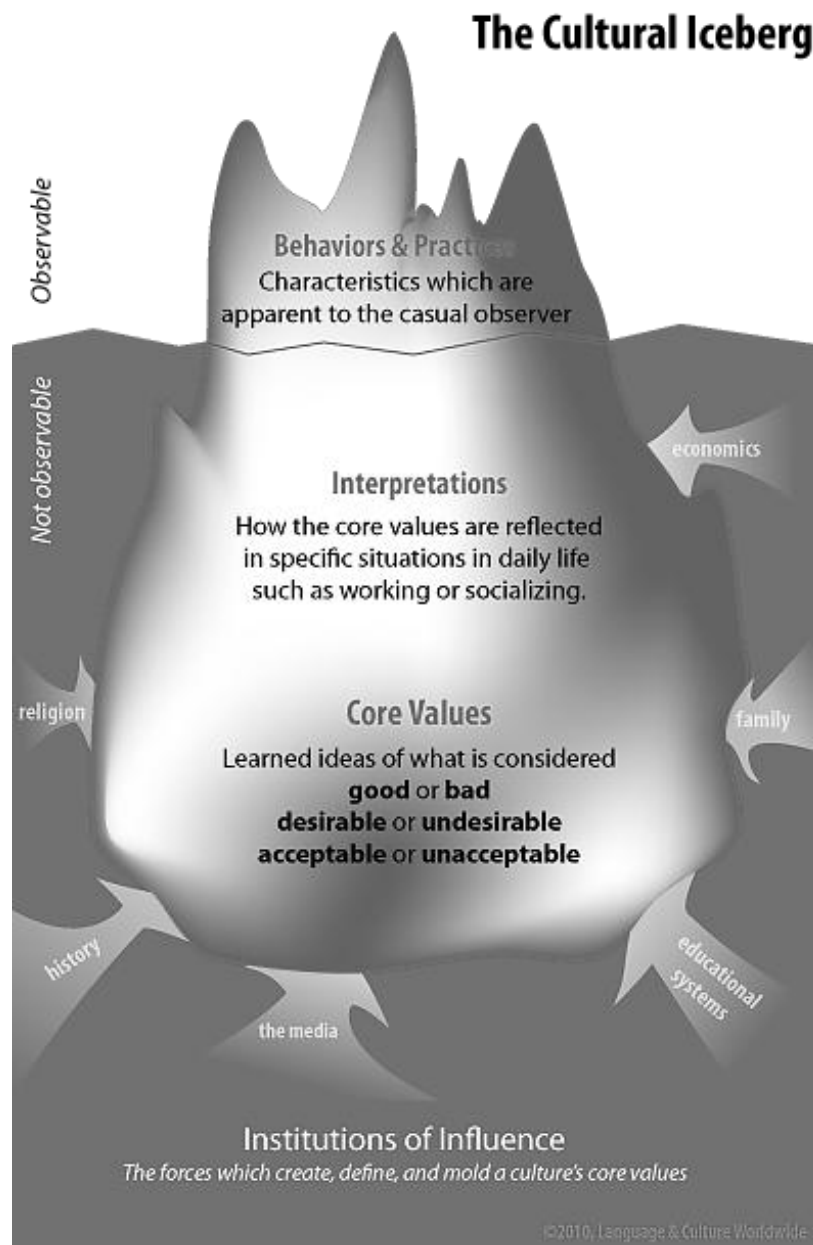 The Cultural Iceberg
Observable
Behaviors & Practices
Characteristics which are
apparent to the casual observer
Not observable
economics
Interpretations
How the core values are reflected
in specific situations in daily life
such as working or socializing.
religion
family
Core Values
Learned ideas of what is considered
good or bad
desirable or undesirable
acceptable or unacceptable
history
educational
systems
the media
Institutions of Influence
The forces which create, define, and mold a culture's core values
©2010, Language & Culture Worldwide